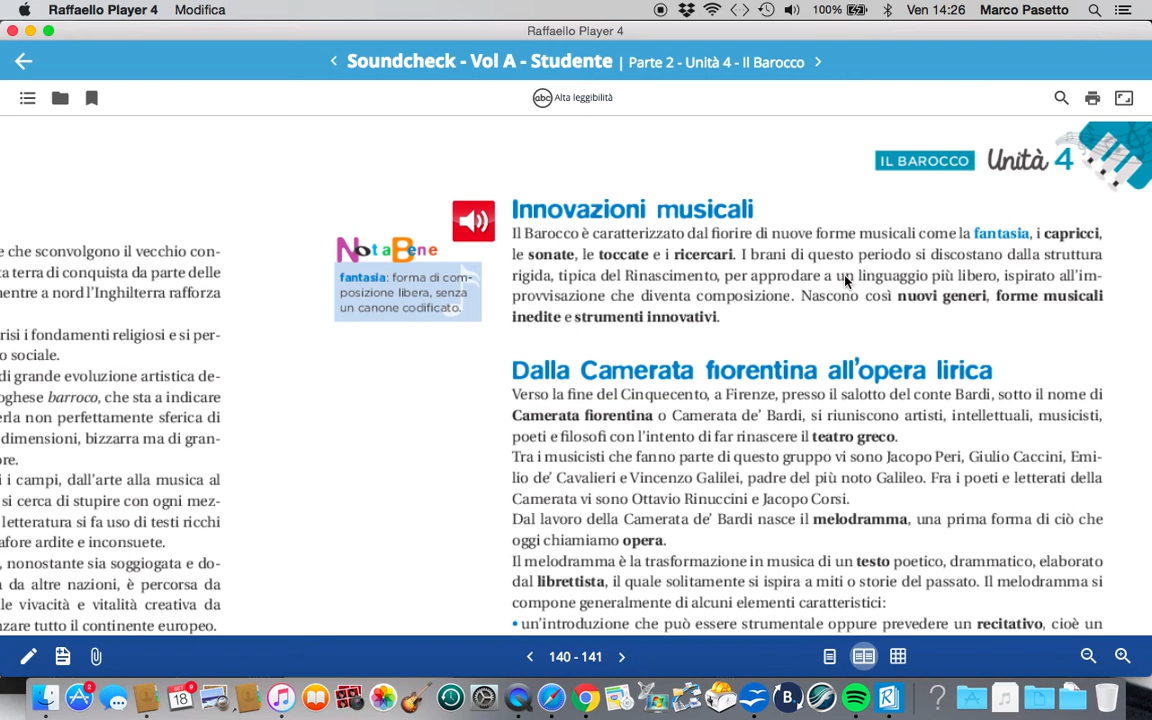 Raffaello Player 4 Modifica 100% Ven 14:26 Marco Pasetto
Raffaello Player 4
Soundcheck - Vol A - Studente | Parte 2 - Unità 4 - Il Barocco
abc Alta leggibilità
IL BAROCCO Unità 4
e che sconvolgono il vecchio con-
ta terra di conquista da parte delle
mentre a nord l'Inghilterra rafforza
risi i fondamenti religiosi e si per-
o sociale.
di grande evoluzione artistica de-
oghese barroco, che sta a indicare
erla non perfettamente sferica di
dimensioni, bizzarra ma di gran-
ore.
i i campi, dall'arte alla musica al
si cerca di stupire con ogni mez-
letteratura si fa uso di testi ricchi
afore ardite e inconsuete.
, nonostante sia soggiogata e do-
a da altre nazioni, è percorsa da
le vivacità e vitalità creativa da
nzare tutto il continente europeo.
Nota Bene
fantasia: forma di com-
posizione libera, senza
un canone codificato.
Innovazioni musicali
Il Barocco è caratterizzato dal fiorire di nuove forme musicali come la fantasia, i capricci,
le sonate, le toccate e i ricercari. I brani di questo periodo si discostano dalla struttura
rigida, tipica del Rinascimento, per approdare a un linguaggio più libero, ispirato all'im-
provvisazione che diventa composizione. Nascono così nuovi generi, forme musicali
inedite e strumenti innovativi.
Dalla Camerata fiorentina all'opera lirica
Verso la fine del Cinquecento, a Firenze, presso il salotto del conte Bardi, sotto il nome di
Camerata fiorentina o Camerata de' Bardi, si riuniscono artisti, intellettuali, musicisti,
poeti e filosofi con l'intento di far rinascere il teatro greco.
Tra i musicisti che fanno parte di questo gruppo vi sono Jacopo Peri, Giulio Caccini, Emi-
lio de' Cavalieri e Vincenzo Galilei, padre del più noto Galileo. Fra i poeti e letterati della
Camerata vi sono Ottavio Rinuccini e Jacopo Corsi.
Dal lavoro della Camerata de' Bardi nasce il melodramma, una prima forma di ciò che
oggi chiamiamo opera.
Il melodramma è la trasformazione in musica di un testo poetico, drammatico, elaborato
dal librettista, il quale solitamente si ispira a miti o storie del passato. Il melodramma si
compone generalmente di alcuni elementi caratteristici:
• un'introduzione che può essere strumentale oppure prevedere un recitativo, cioè un
140 - 141